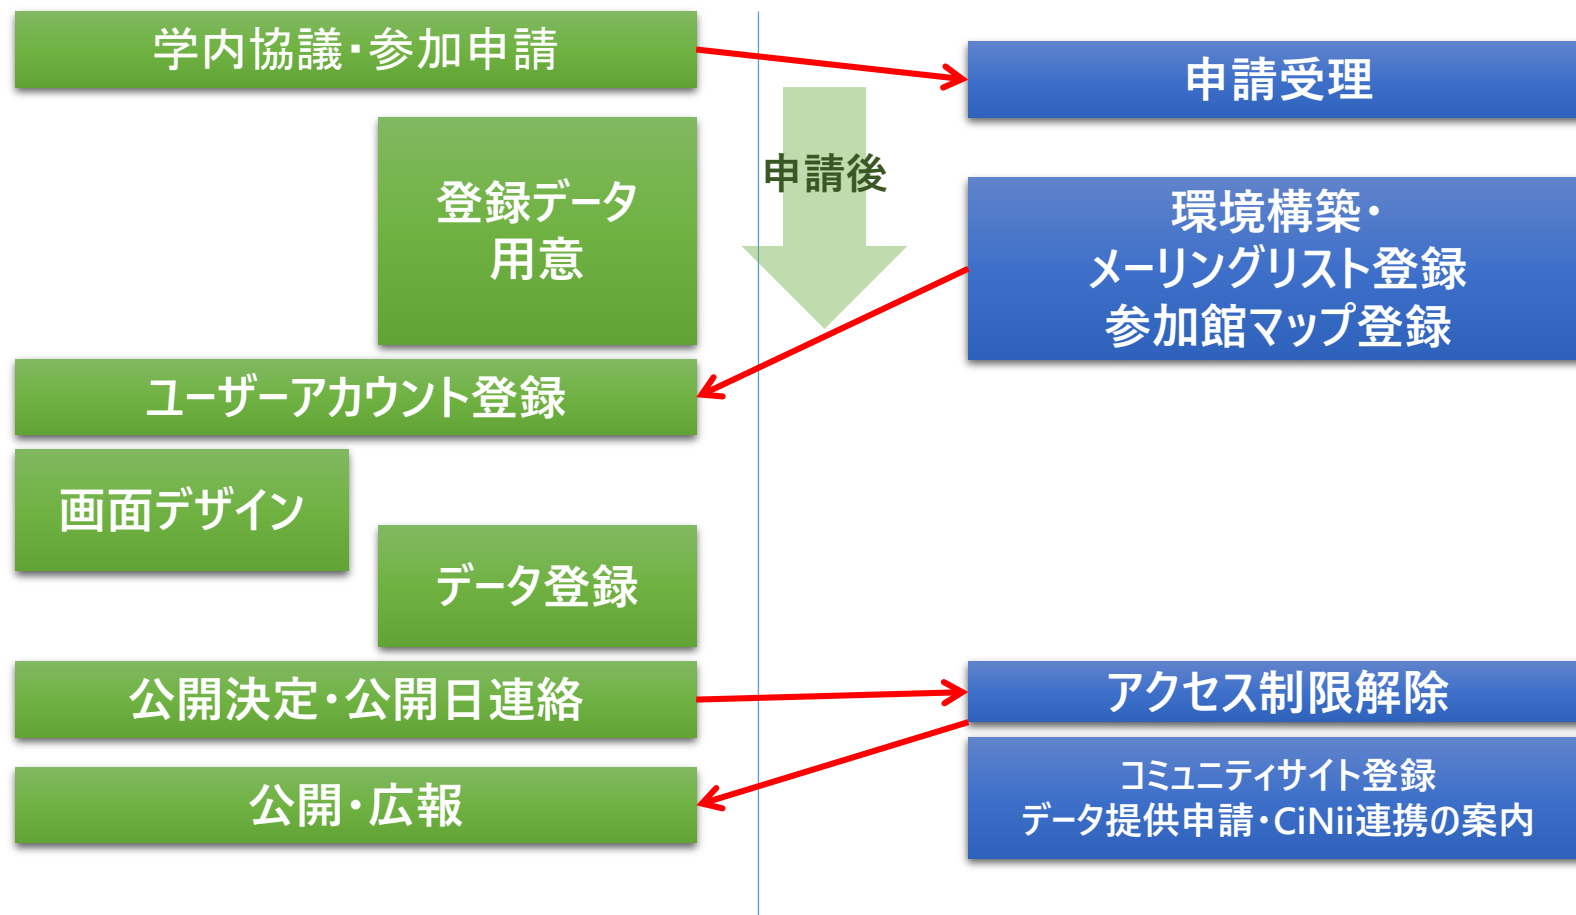 学内協議・参加申請
申請受理
申請後
登録データ
用意
環境構築・
メーリングリスト登録
参加館マップ登録
ユーザーアカウント登録
画面デザイン
データ登録
公開決定・公開日連絡
アクセス制限解除
公開・広報
コミュニティサイト登録
データ提供申請・CiNii連携の案内